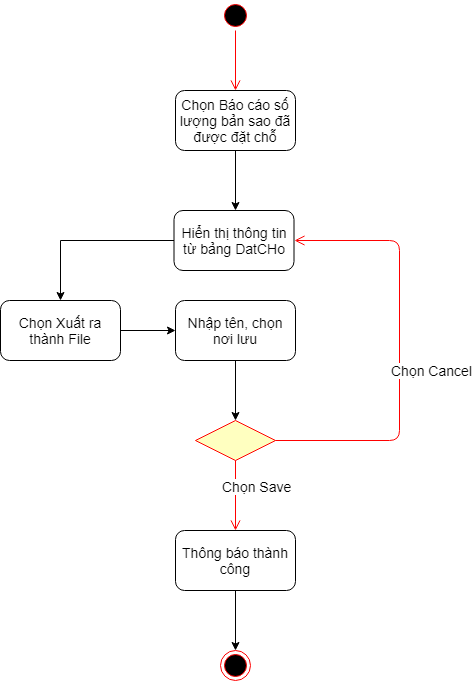 Chọn Báo cáo số
lượng bản sao đã
được đặt chỗ
Hiển thị thông tin
từ bảng DatCHo
Chọn Xuất ra
thành File
Nhập tên, chọn
nơi lưu
Chọn Cancel
Chọn Save
Thông báo thành
công